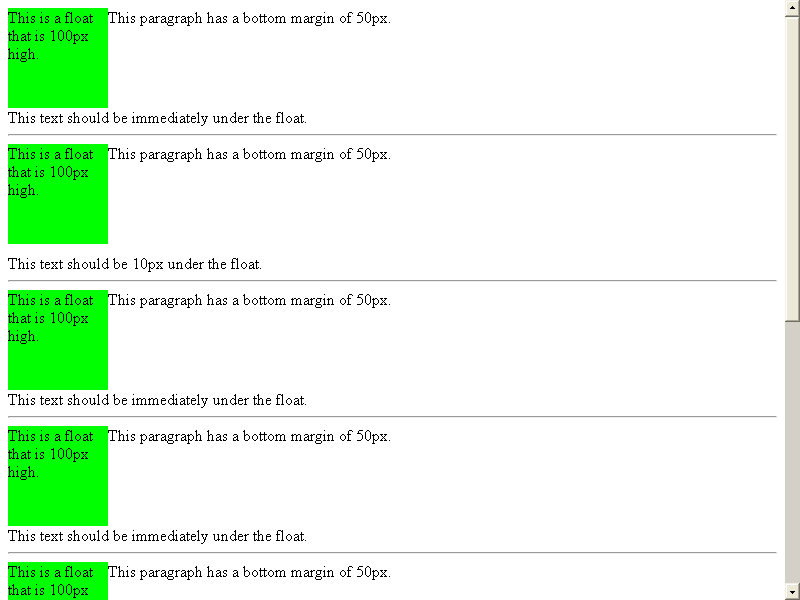 This is a float
that is 100px
high.
This paragraph has a bottom margin of 50px.
This text should be immediately under the float.
This is a float
that is 100px
high.
This paragraph has a bottom margin of 50px.
This text should be 10px under the float.
This is a float
that is 100px
high.
This paragraph has a bottom margin of 50px.
This text should be immediately under the float.
This is a float
that is 100px
high.
This paragraph has a bottom margin of 50px.
This text should be immediately under the float.
This is a float
that is 100px
This paragraph has a bottom margin of 50px.